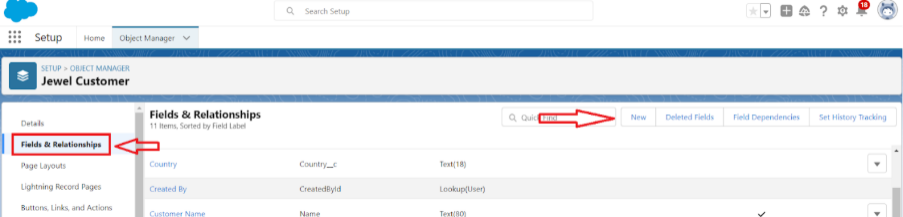 Search Setup
18
Setup Home Object Manager
SETUP > OBJECT MANAGER
Jewel Customer
Details
Fields & Relationships
Page Layouts
Lightning Record Pages
Buttons, Links, and Actions
Fields & Relationships
11 Items, Sorted by Field Label
Quick Find
New Deleted Fields Field Dependencies Set History Tracking
Country Country__c Text(18)
Created By CreatedById Lookup(User)
Customer Name Name Text(80)